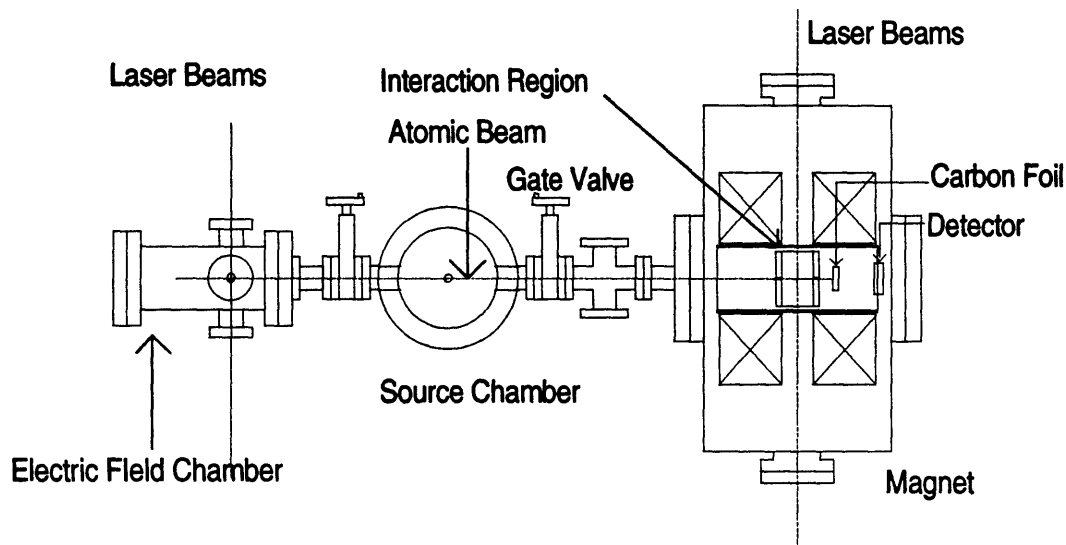 Laser Beams
Laser Beams
Interaction Region
Atomic Beam
Gate Valve
Carbon Foil
Detector
Source Chamber
Electric Field Chamber
Magnet